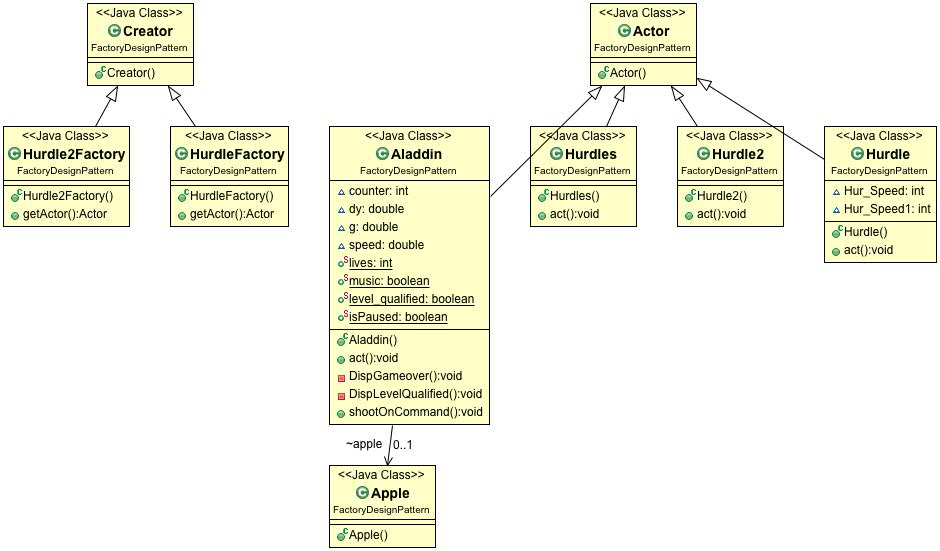 <<Java Class>>
Creator
FactoryDesignPattern
Creator()
<<Java Class>>
Actor
FactoryDesignPattern
Actor()
<<Java Class>>
Hurdle2Factory
FactoryDesignPattern
Hurdle2Factory()
getActor():Actor
<<Java Class>>
HurdleFactory
FactoryDesignPattern
HurdleFactory()
getActor():Actor
<<Java Class>>
Aladdin
FactoryDesignPattern
counter: int
dy: double
g: double
speed: double
lives: int
music: boolean
level_qualified: boolean
isPaused: boolean
Aladdin()
act():void
DispGameover():void
DispLevelQualified():void
shootOnCommand():void
<<Java Class>>
Hurdles
FactoryDesignPattern
Hurdles()
act():void
<<Java Class>>
Hurdle2
FactoryDesignPattern
Hurdle2()
act():void
<<Java Class>>
Hurdle
FactoryDesignPattern
Hur_Speed: int
Hur_Speed1: int
Hurdle()
act():void
~apple 0..1
<<Java Class>>
Apple
FactoryDesignPattern
Apple()